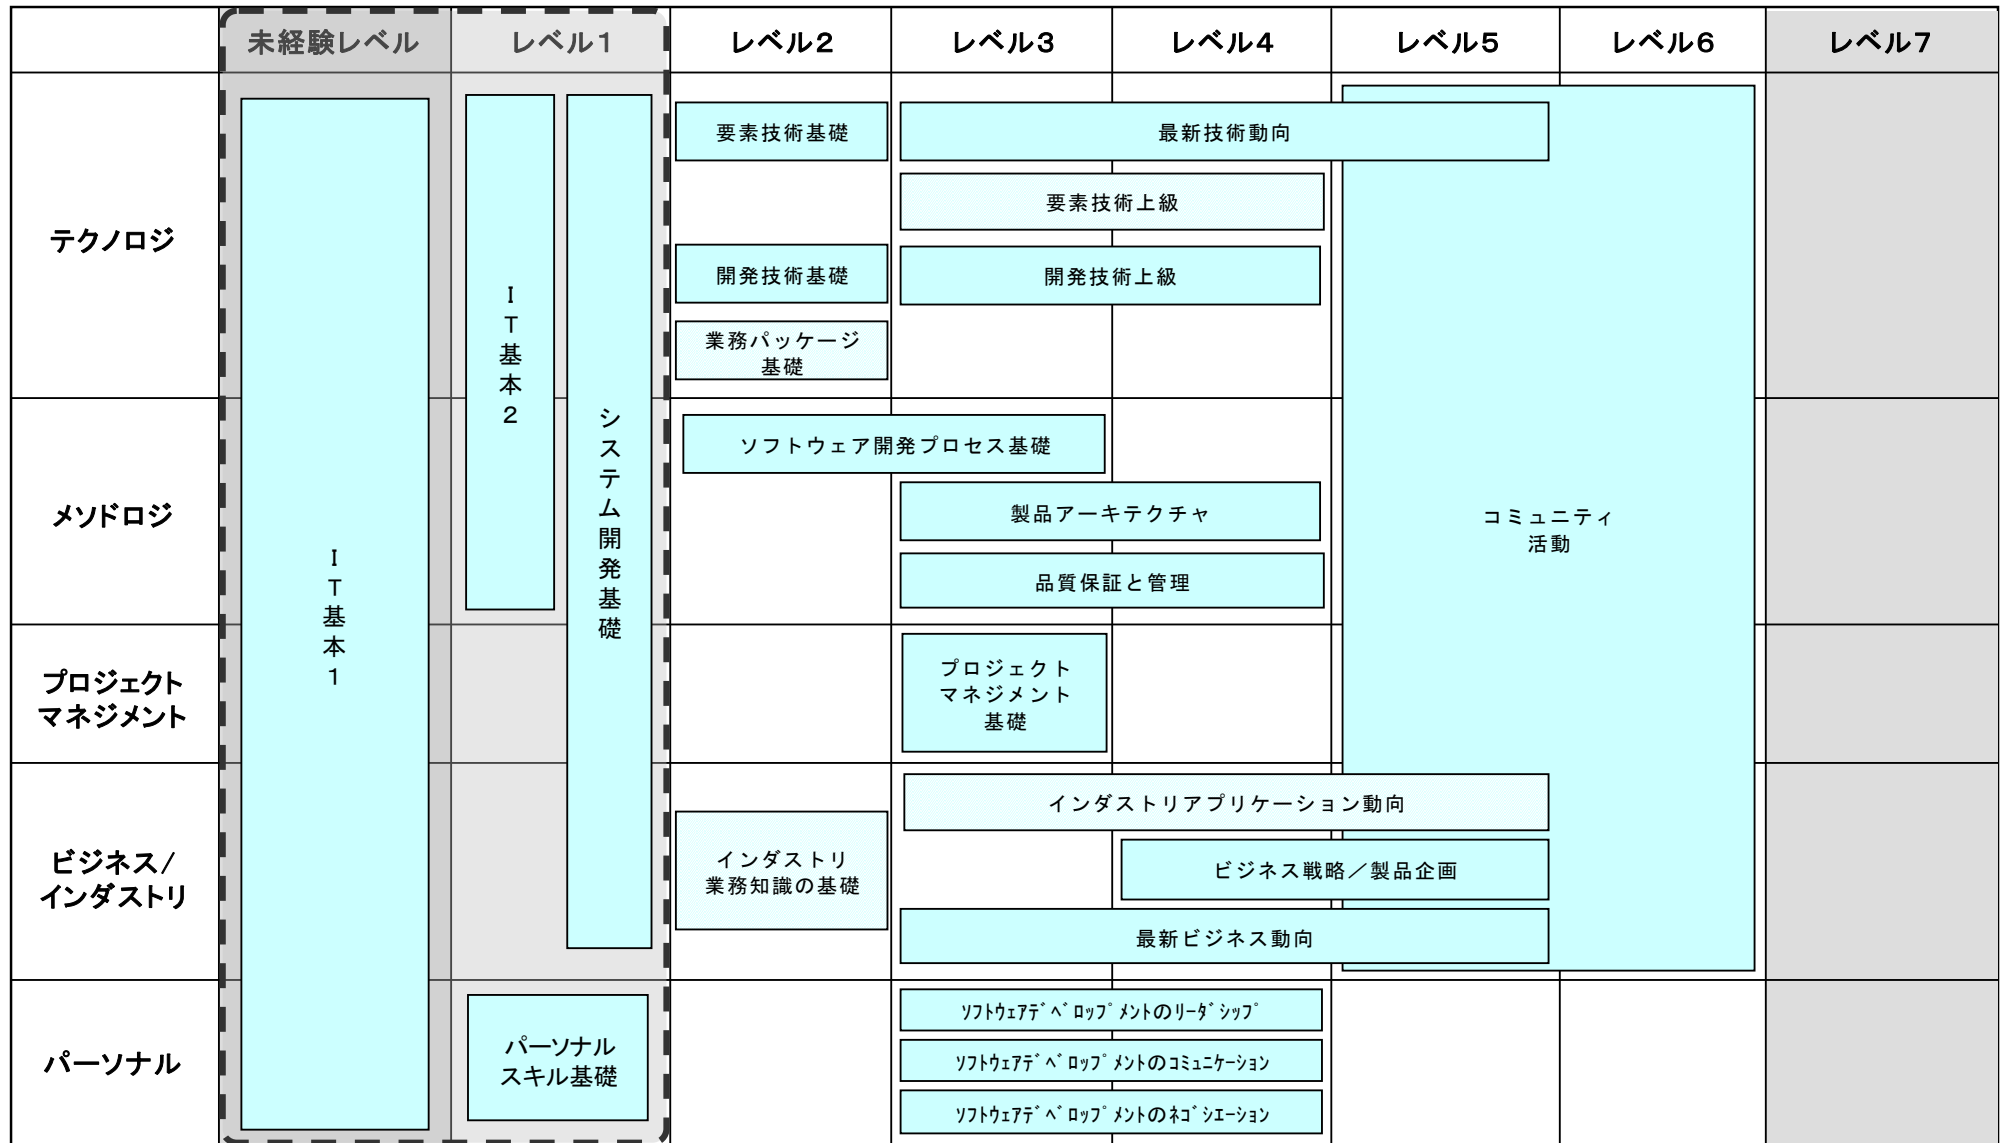 未経験レベル
レベル1
レベル2
レベル3
レベル4
レベル5
レベル6
レベル7
テクノロジ
IT基本2
システム開発基礎
IT基本1
要素技術基礎
最新技術動向
要素技術上級
開発技術基礎
開発技術上級
業務パッケージ
基礎
メソドロジ
ソフトウェア開発プロセス基礎
製品アーキテクチャ
品質保証と管理
コミュニティ
活動
プロジェクト
マネジメント
プロジェクト
マネジメント
基礎
ビジネス/
インダストリ
インダストリ
業務知識の基礎
インダストリアプリケーション動向
ビジネス戦略／製品企画
最新ビジネス動向
パーソナル
パーソナル
スキル基礎
ｿﾌﾄｳｪｱﾃﾞﾍﾞﾛｯﾌﾟﾒﾝﾄのﾘｰﾀﾞｼｯﾌﾟ
ｿﾌﾄｳｪｱﾃﾞﾍﾞﾛｯﾌﾟﾒﾝﾄのｺﾐｭﾆｹｰｼｮﾝ
ｿﾌﾄｳｪｱﾃﾞﾍﾞﾛｯﾌﾟﾒﾝﾄのﾈｺﾞｼｴｰｼｮﾝ